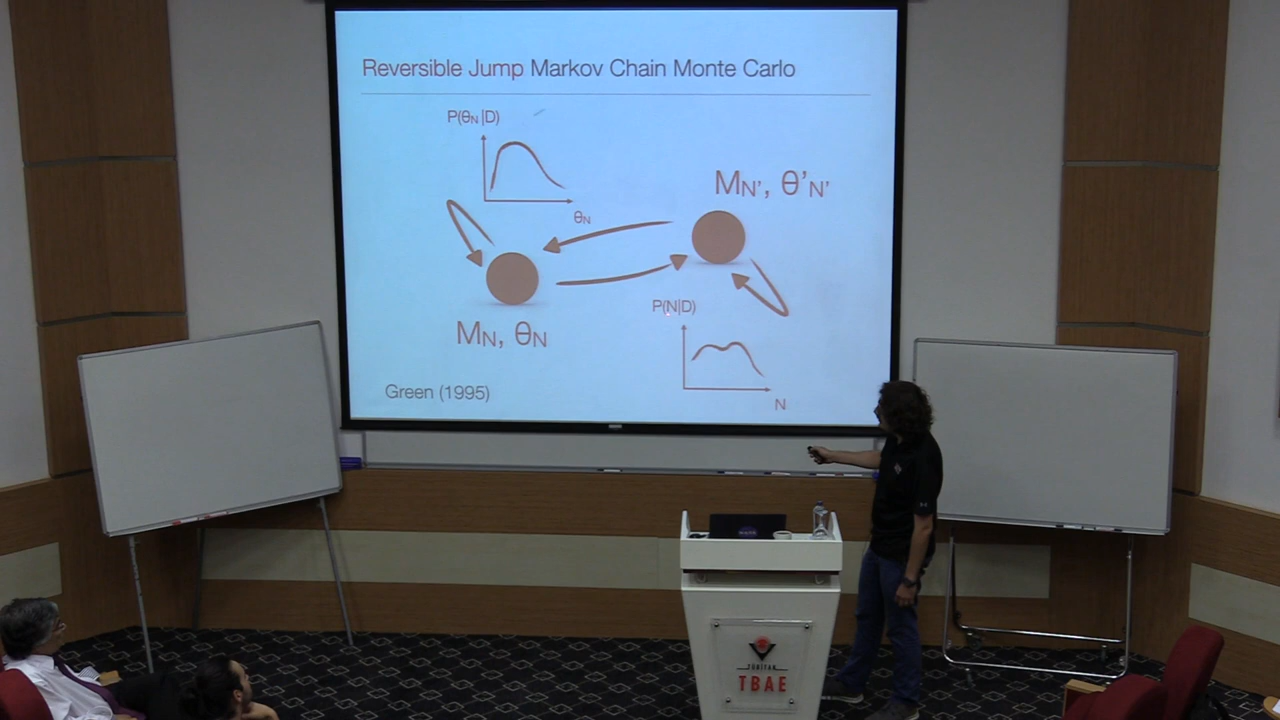 Reversible Jump Markov Chain Monte Carlo
P(θN|D)
θN
MN', θ'N'
MN, θN
P(N|D)
N
Green (1995)
TÜBİTAK
TBAE